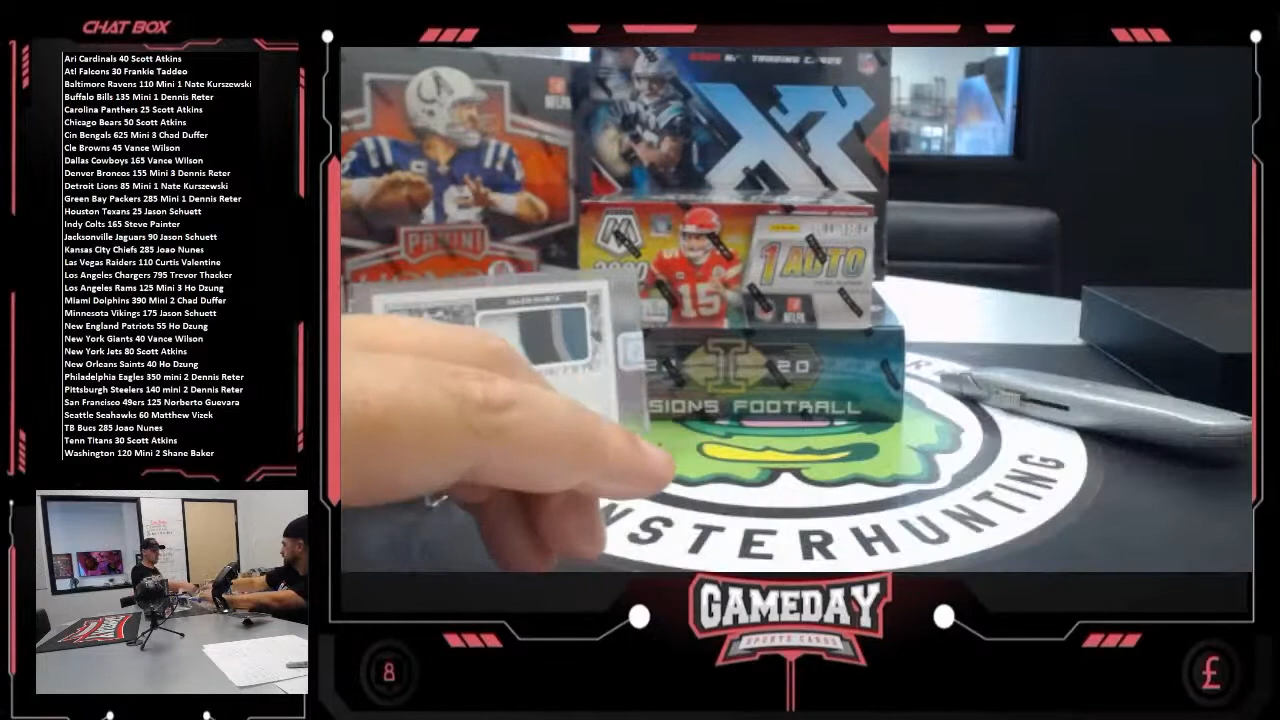 CHAT BOX
Ari Cardinals 40 Scott Atkins
Atl Falcons 30 Frankie Taddeo
Baltimore Ravens 110 Mini 1 Nate Kurszewski
Buffalo Bills 135 Mini 1 Dennis Reter
Carolina Panthers 25 Scott Atkins
Chicago Bears 50 Scott Atkins
Cin Bengals 625 Mini 3 Chad Duffer
Cle Browns 45 Vance Wilson
Dallas Cowboys 165 Vance Wilson
Denver Broncos 155 Mini 3 Dennis Reter
Detroit Lions 85 Mini 1 Nate Kurszewski
Green Bay Packers 285 Mini 1 Dennis Reter
Houston Texans 25 Jason Schuett
Indy Colts 165 Steve Painter
Jacksonville Jaguars 90 Jason Schuett
Kansas City Chiefs 285 Joao Nunes
Las Vegas Raiders 110 Curtis Valentine
Los Angeles Chargers 795 Trevor Thacker
Los Angeles Rams 125 Mini 3 Ho Dzung
Miami Dolphins 390 Mini 2 Chad Duffer
Minnesota Vikings 175 Jason Schuett
New England Patriots 55 Ho Dzung
New York Giants 40 Vance Wilson
New York Jets 80 Scott Atkins
New Orleans Saints 40 Ho Dzung
Philadelphia Eagles 350 mini 2 Dennis Reter
Pittsburgh Steelers 140 mini 2 Dennis Reter
San Francisco 49ers 125 Norberto Guevara
Seattle Seahawks 60 Matthew Vizek
TB Bucs 285 Joao Nunes
Tenn Titans 30 Scott Atkins
Washington 120 Mini 2 Shane Baker
TRADING CARDS
XR
PANINI
1 AUTO
15
20
SIONS FOOTBALL
NSTERHUNTING
GAMEDAY
SPORTS CARDS
8
£